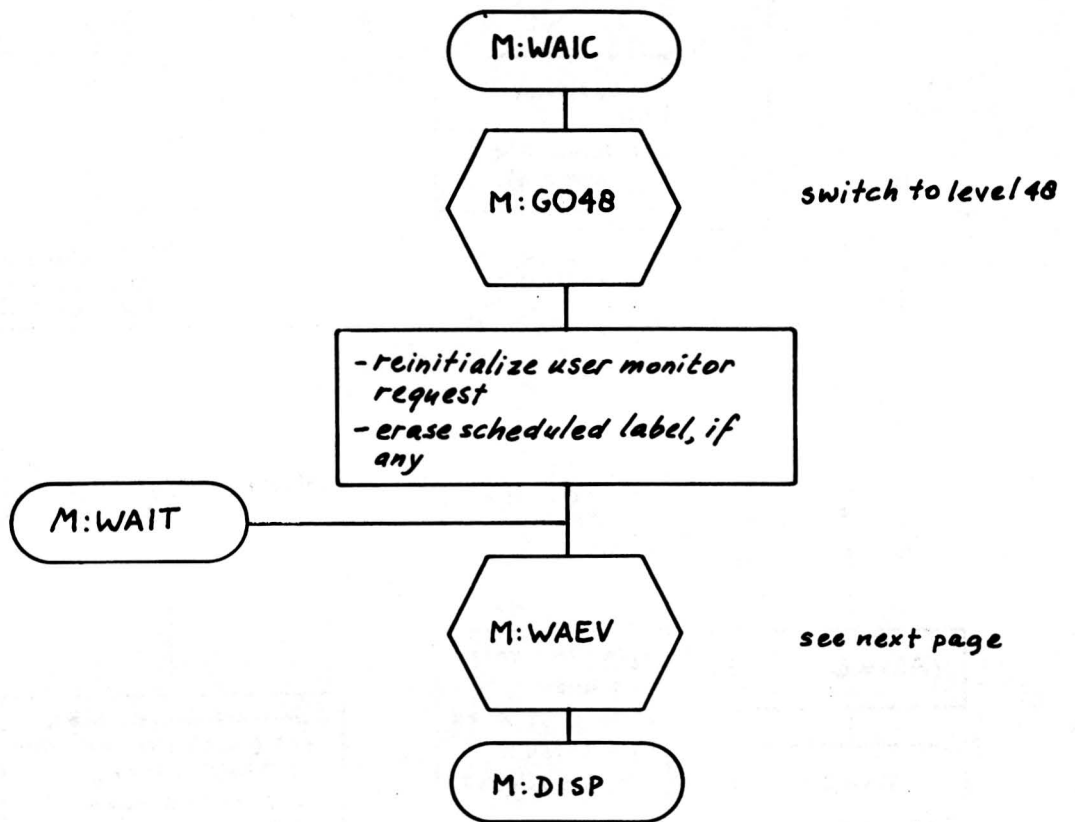 M:WAIC
M:GO48
switch to level 48
-reinitialize user monitor
request
-erase scheduled label, if
any
M:WAIT
M:WAEV
see next page
M:DISP